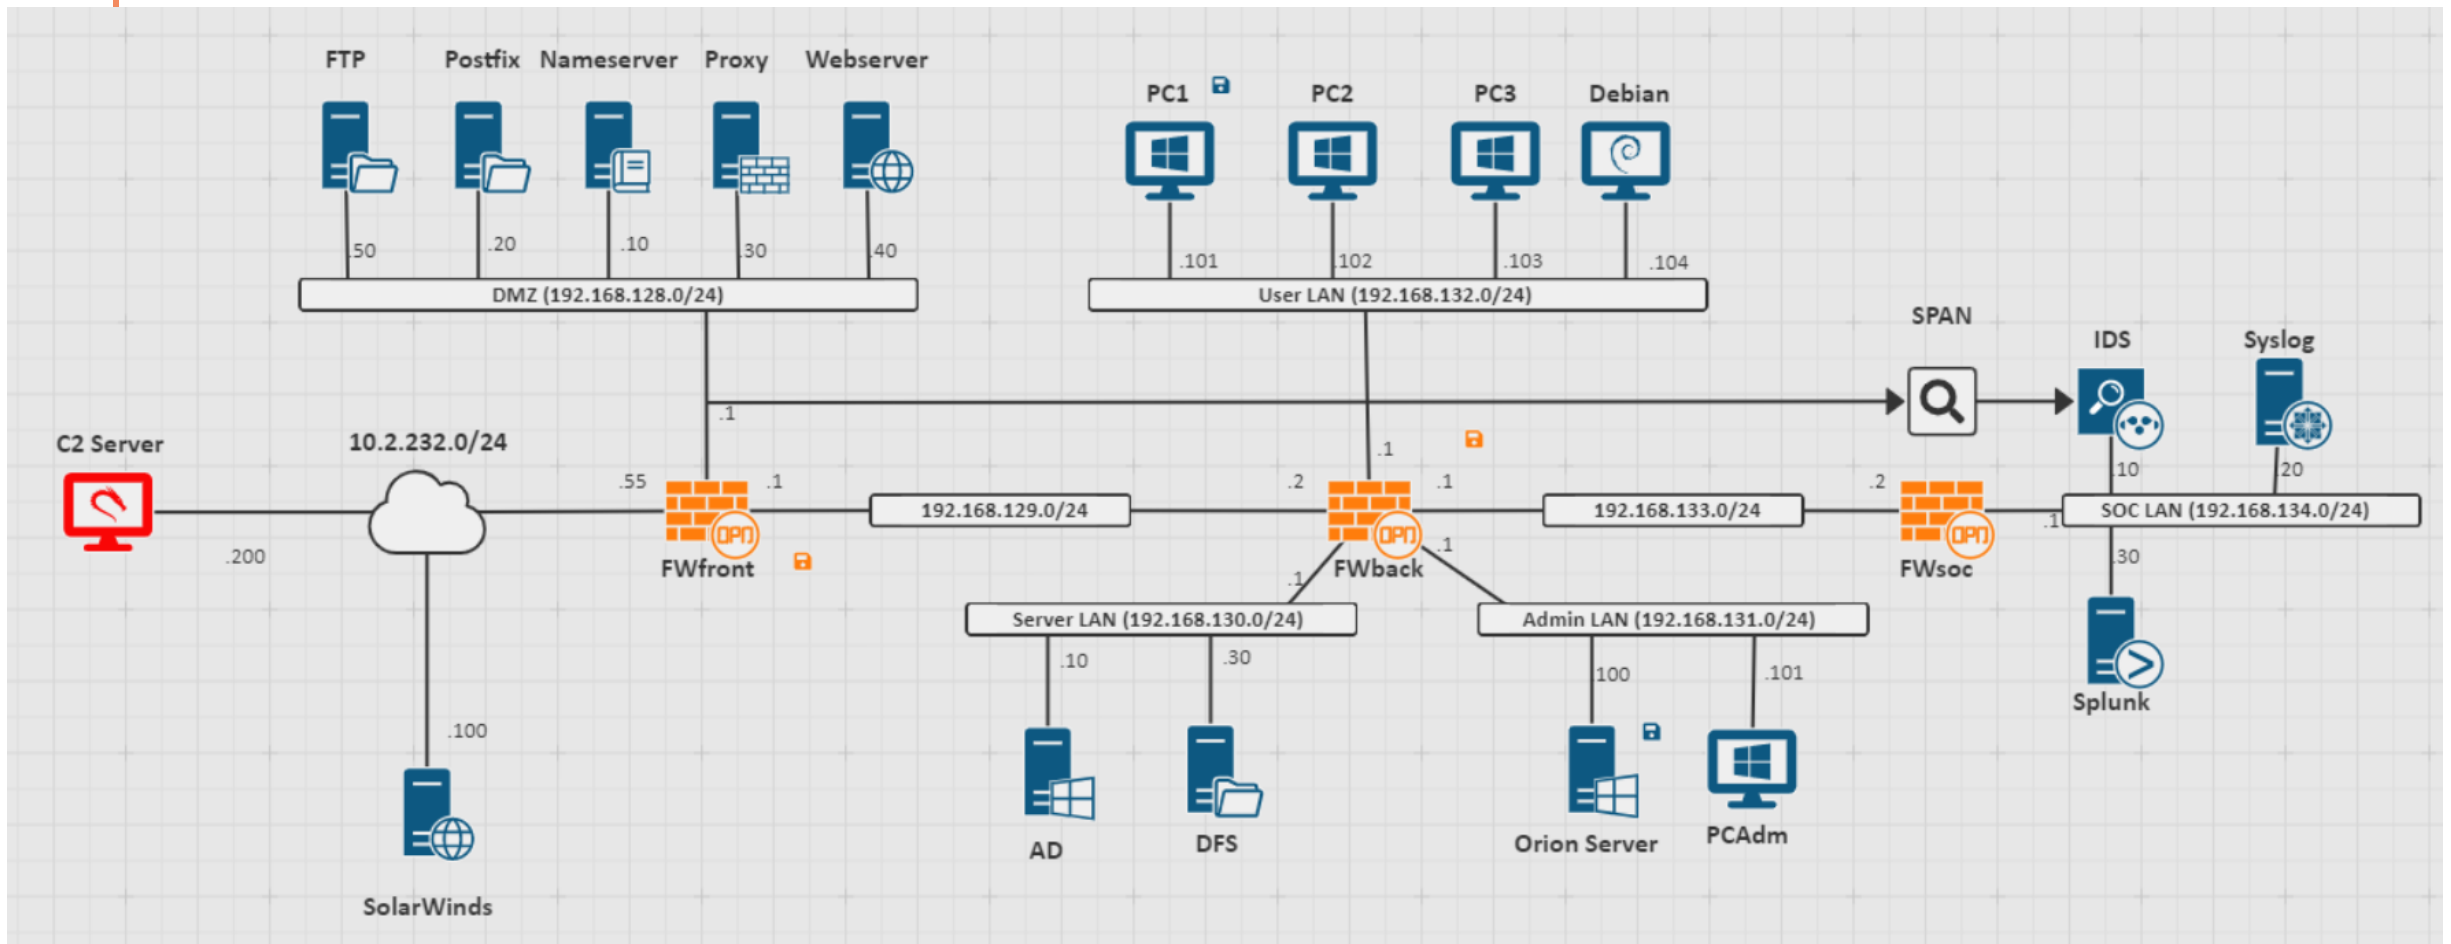 FTP
Postfix
Nameserver
Proxy
Webserver
PC1
PC2
PC3
Debian
.50
.20
.10
.30
.40
.101
.102
.103
.104
DMZ (192.168.128.0/24)
User LAN (192.168.132.0/24)
SPAN
IDS
Syslog
.1
C2 Server
10.2.232.0/24
.1
.10
.20
.55
.1
.2
.1
.2
192.168.129.0/24
192.168.133.0/24
.1
SOC LAN (192.168.134.0/24)
OPN
OPN
OPN
.200
FWfront
.1
FWback
.1
FWsoc
.30
Server LAN (192.168.130.0/24)
Admin LAN (192.168.131.0/24)
.10
.30
100
.101
Splunk
.100
AD
DFS
Orion Server
PCAdm
SolarWinds